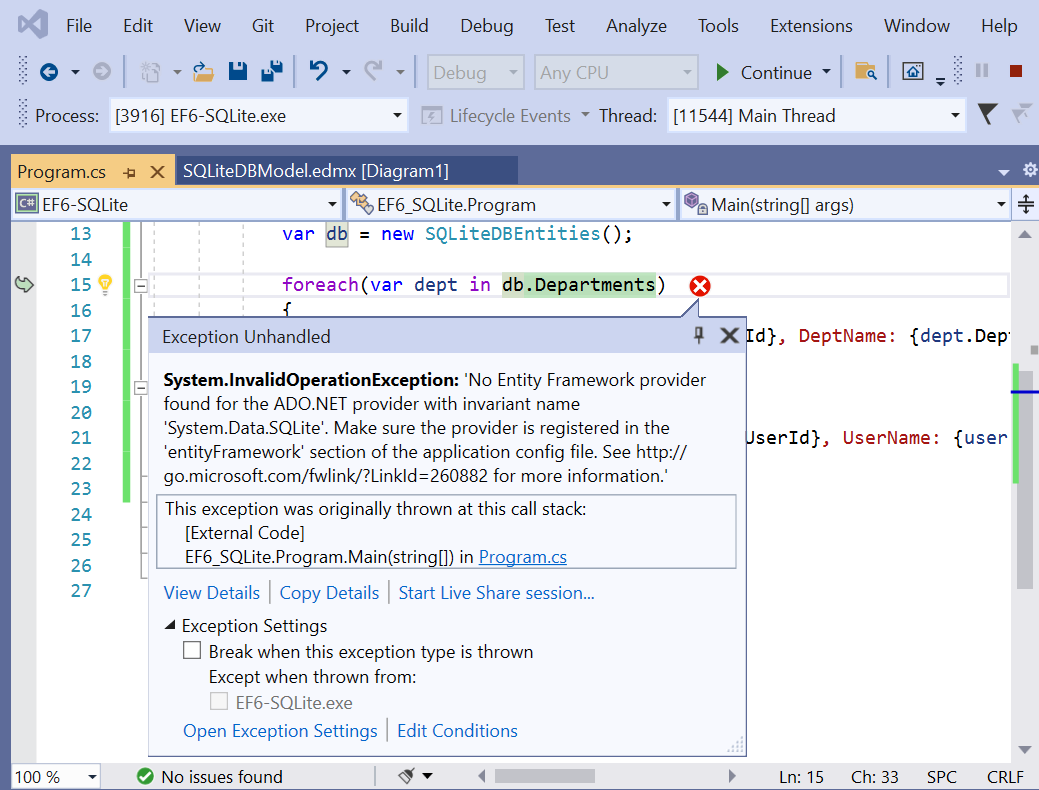 File Edit View Git Project Build Debug Test Analyze Tools Extensions Window Help
Debug Any CPU Continue
Process: [3916] EF6-SQLite.exe Lifecycle Events Thread: [11544] Main Thread
Program.cs SQLiteDBModel.edmx [Diagram1]
C# EF6-SQLite EF6_SQLite.Program Main(string[] args)
13 var db = new SQLiteDBEntities();
14
15 foreach(var dept in db.Departments)
16 {
17 Id}, DeptName: {dept.Dep
18
19
20
21 UserId}, UserName: {user
22
23
24
25
26
27
Exception Unhandled
System.InvalidOperationException: 'No Entity Framework provider
found for the ADO.NET provider with invariant name
'System.Data.SQLite'. Make sure the provider is registered in the
'entityFramework' section of the application config file. See http://
go.microsoft.com/fwlink/?LinkId=260882 for more information.'
This exception was originally thrown at this call stack:
[External Code]
EF6_SQLite.Program.Main(string[]) in Program.cs
View Details Copy Details Start Live Share session...
Exception Settings
Break when this exception type is thrown
Except when thrown from:
EF6-SQLite.exe
Open Exception Settings Edit Conditions
100 % No issues found Ln: 15 Ch: 33 SPC CRLF